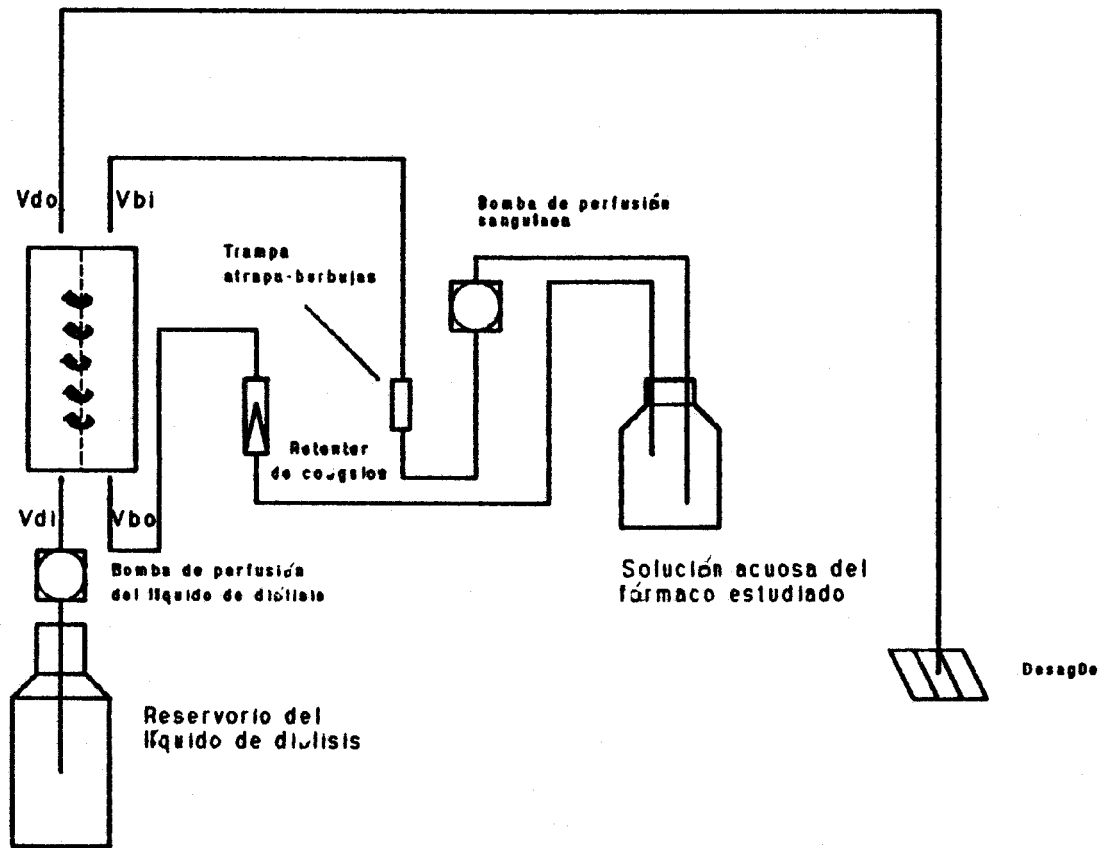 Vdo
Vbi
Bomba de perfusión
sanguínea
Trampa
atrapa-burbujas
Retenter
de coágulos
Vdi
Vbo
Bomba de perfusión
del líquido de diálisis
Solución acuosa del
fármaco estudiado
Desagüe
Reservorio del
líquido de diálisis